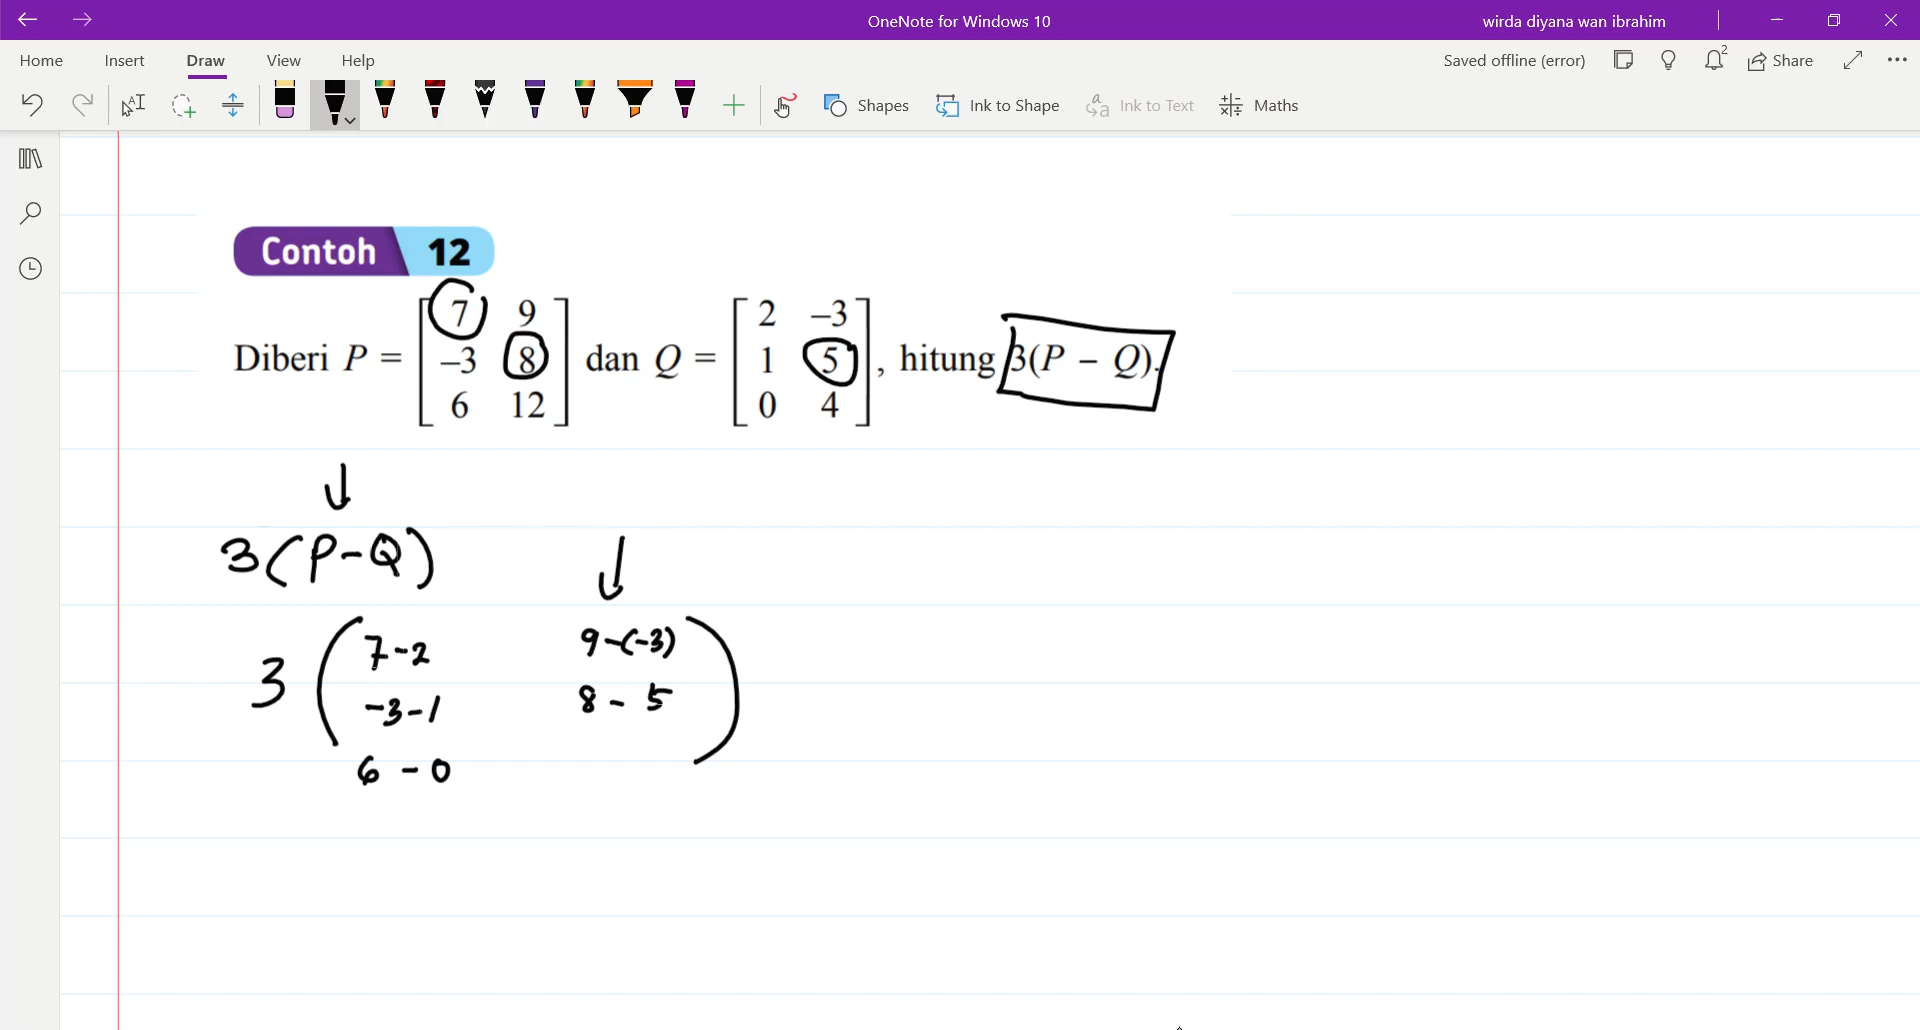 OneNote for Windows 10
wirda diyana wan ibrahim
Home Insert Draw View Help
Saved offline (error) 2 Share
Shapes Ink to Shape Ink to Text Maths
Contoh 12
7 9 2 -3
Diberi P = -3 8 dan Q = 1 5 , hitung 3(P – Q).
6 12 0 4
3(P-Q)
7-2 9-(-3)
3 -3-1 8-5
6-0